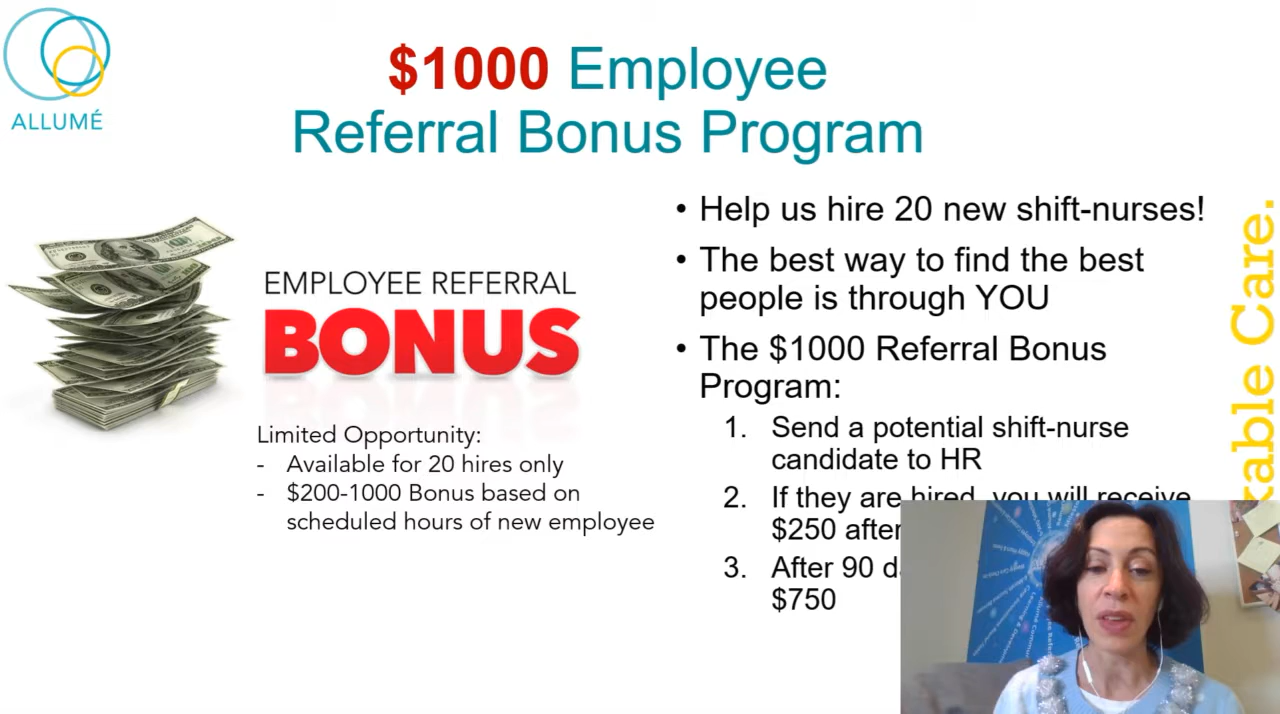 ALLUMÉ
$1000 Employee
Referral Bonus Program
EMPLOYEE REFERRAL
BONUS
Limited Opportunity:
- Available for 20 hires only
- $200-1000 Bonus based on
scheduled hours of new employee
• Help us hire 20 new shift-nurses!
• The best way to find the best
people is through YOU
• The $1000 Referral Bonus
Program:
1. Send a potential shift-nurse
candidate to HR
2. If they are hired, you will receive
$250 after
3. After 90
$750
Care.